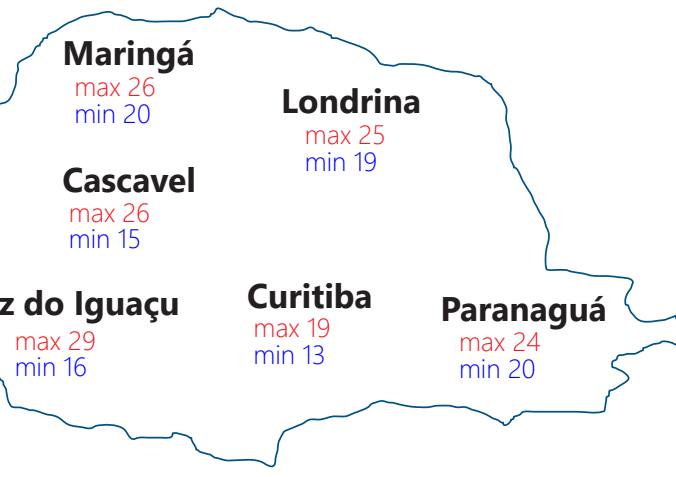 Maringá
max 26
min 20
Londrina
max 25
min 19
Cascavel
max 26
min 15
z do Iguaçu
max 29
min 16
Curitiba
max 19
min 13
Paranaguá
max 24
min 20